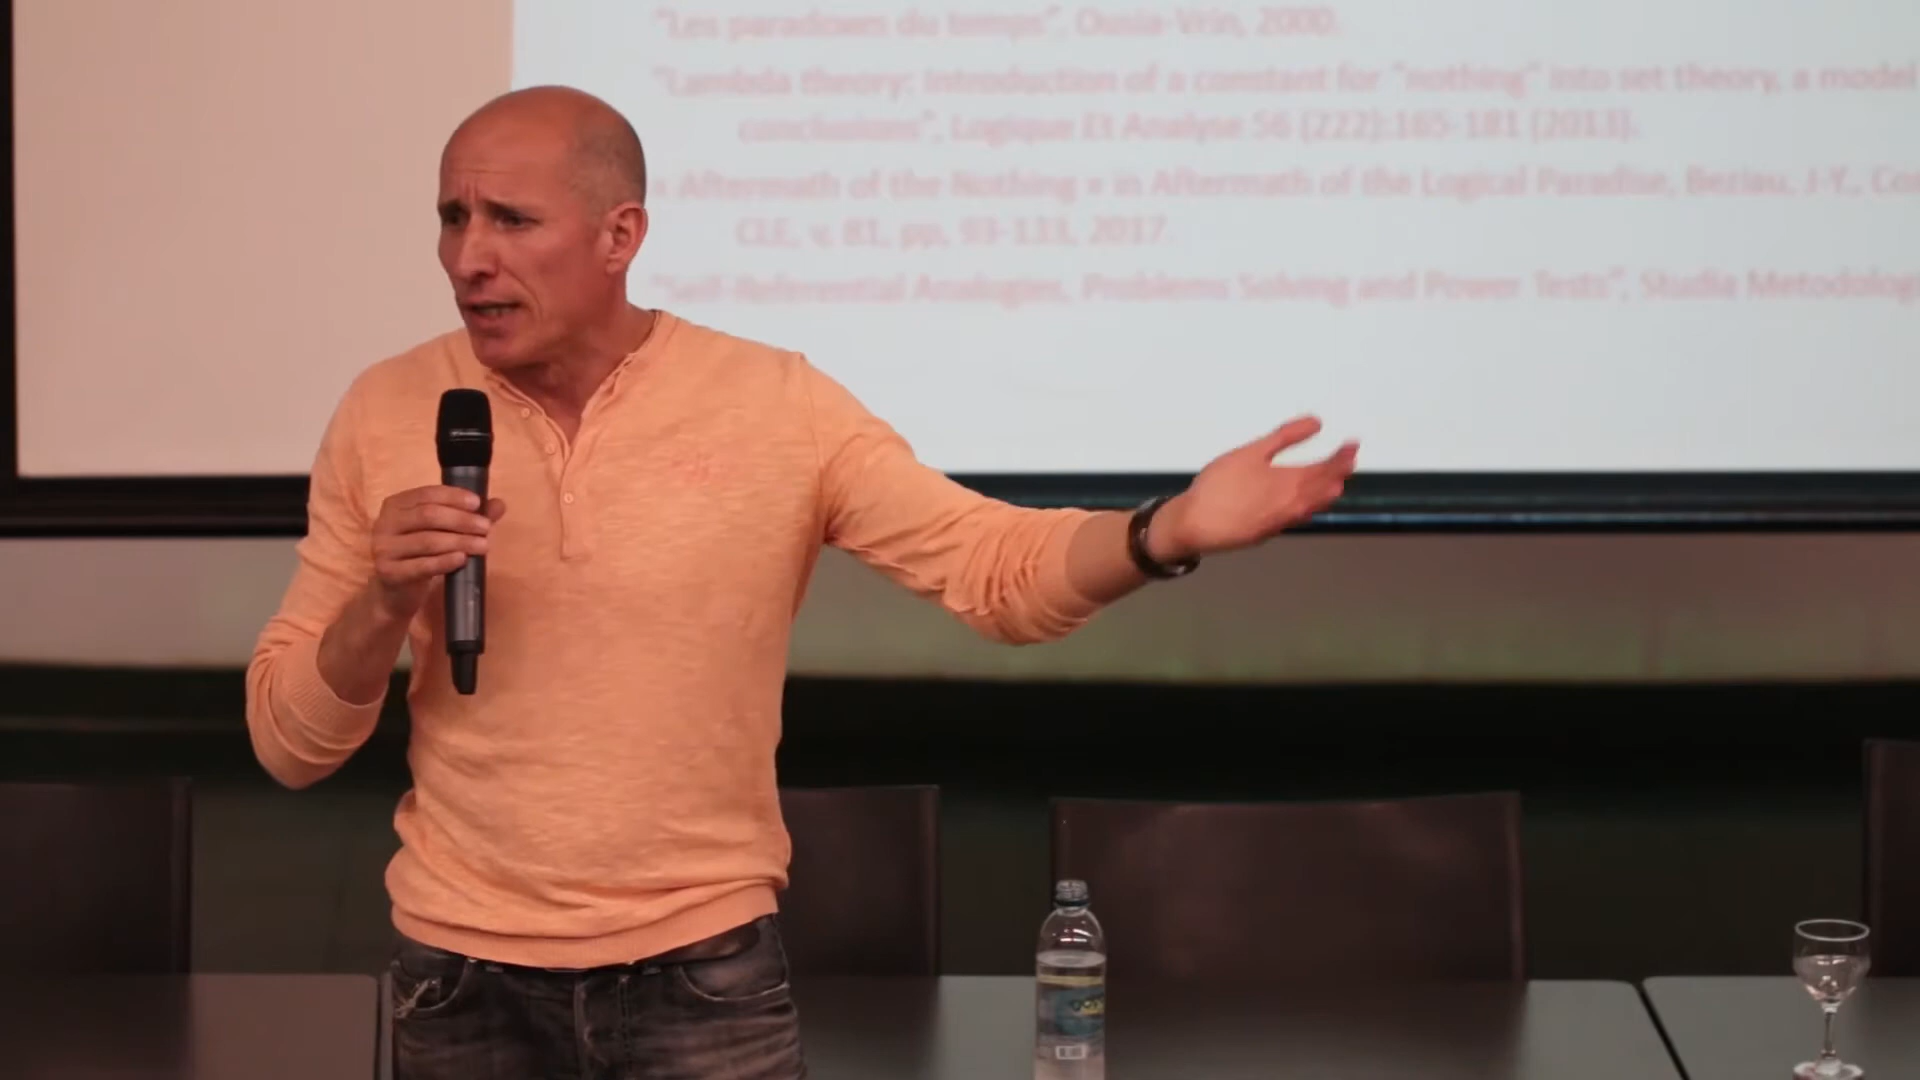 "Les paradoxes du temps", Ousia-Vrin, 2000.
"Lambda theory: Introduction of a constant for "nothing" into set theory, a model
conclusions", Logique Et Analyse 56 (222):165-181 (2013).
« Aftermath of the Nothing » in Aftermath of the Logical Paradise, Beziau, J-Y., Cos
CLE, v. 81, pp, 93-133, 2017.
"Self-Referential Analogies, Problems Solving and Power Tests", Studia Metodolog